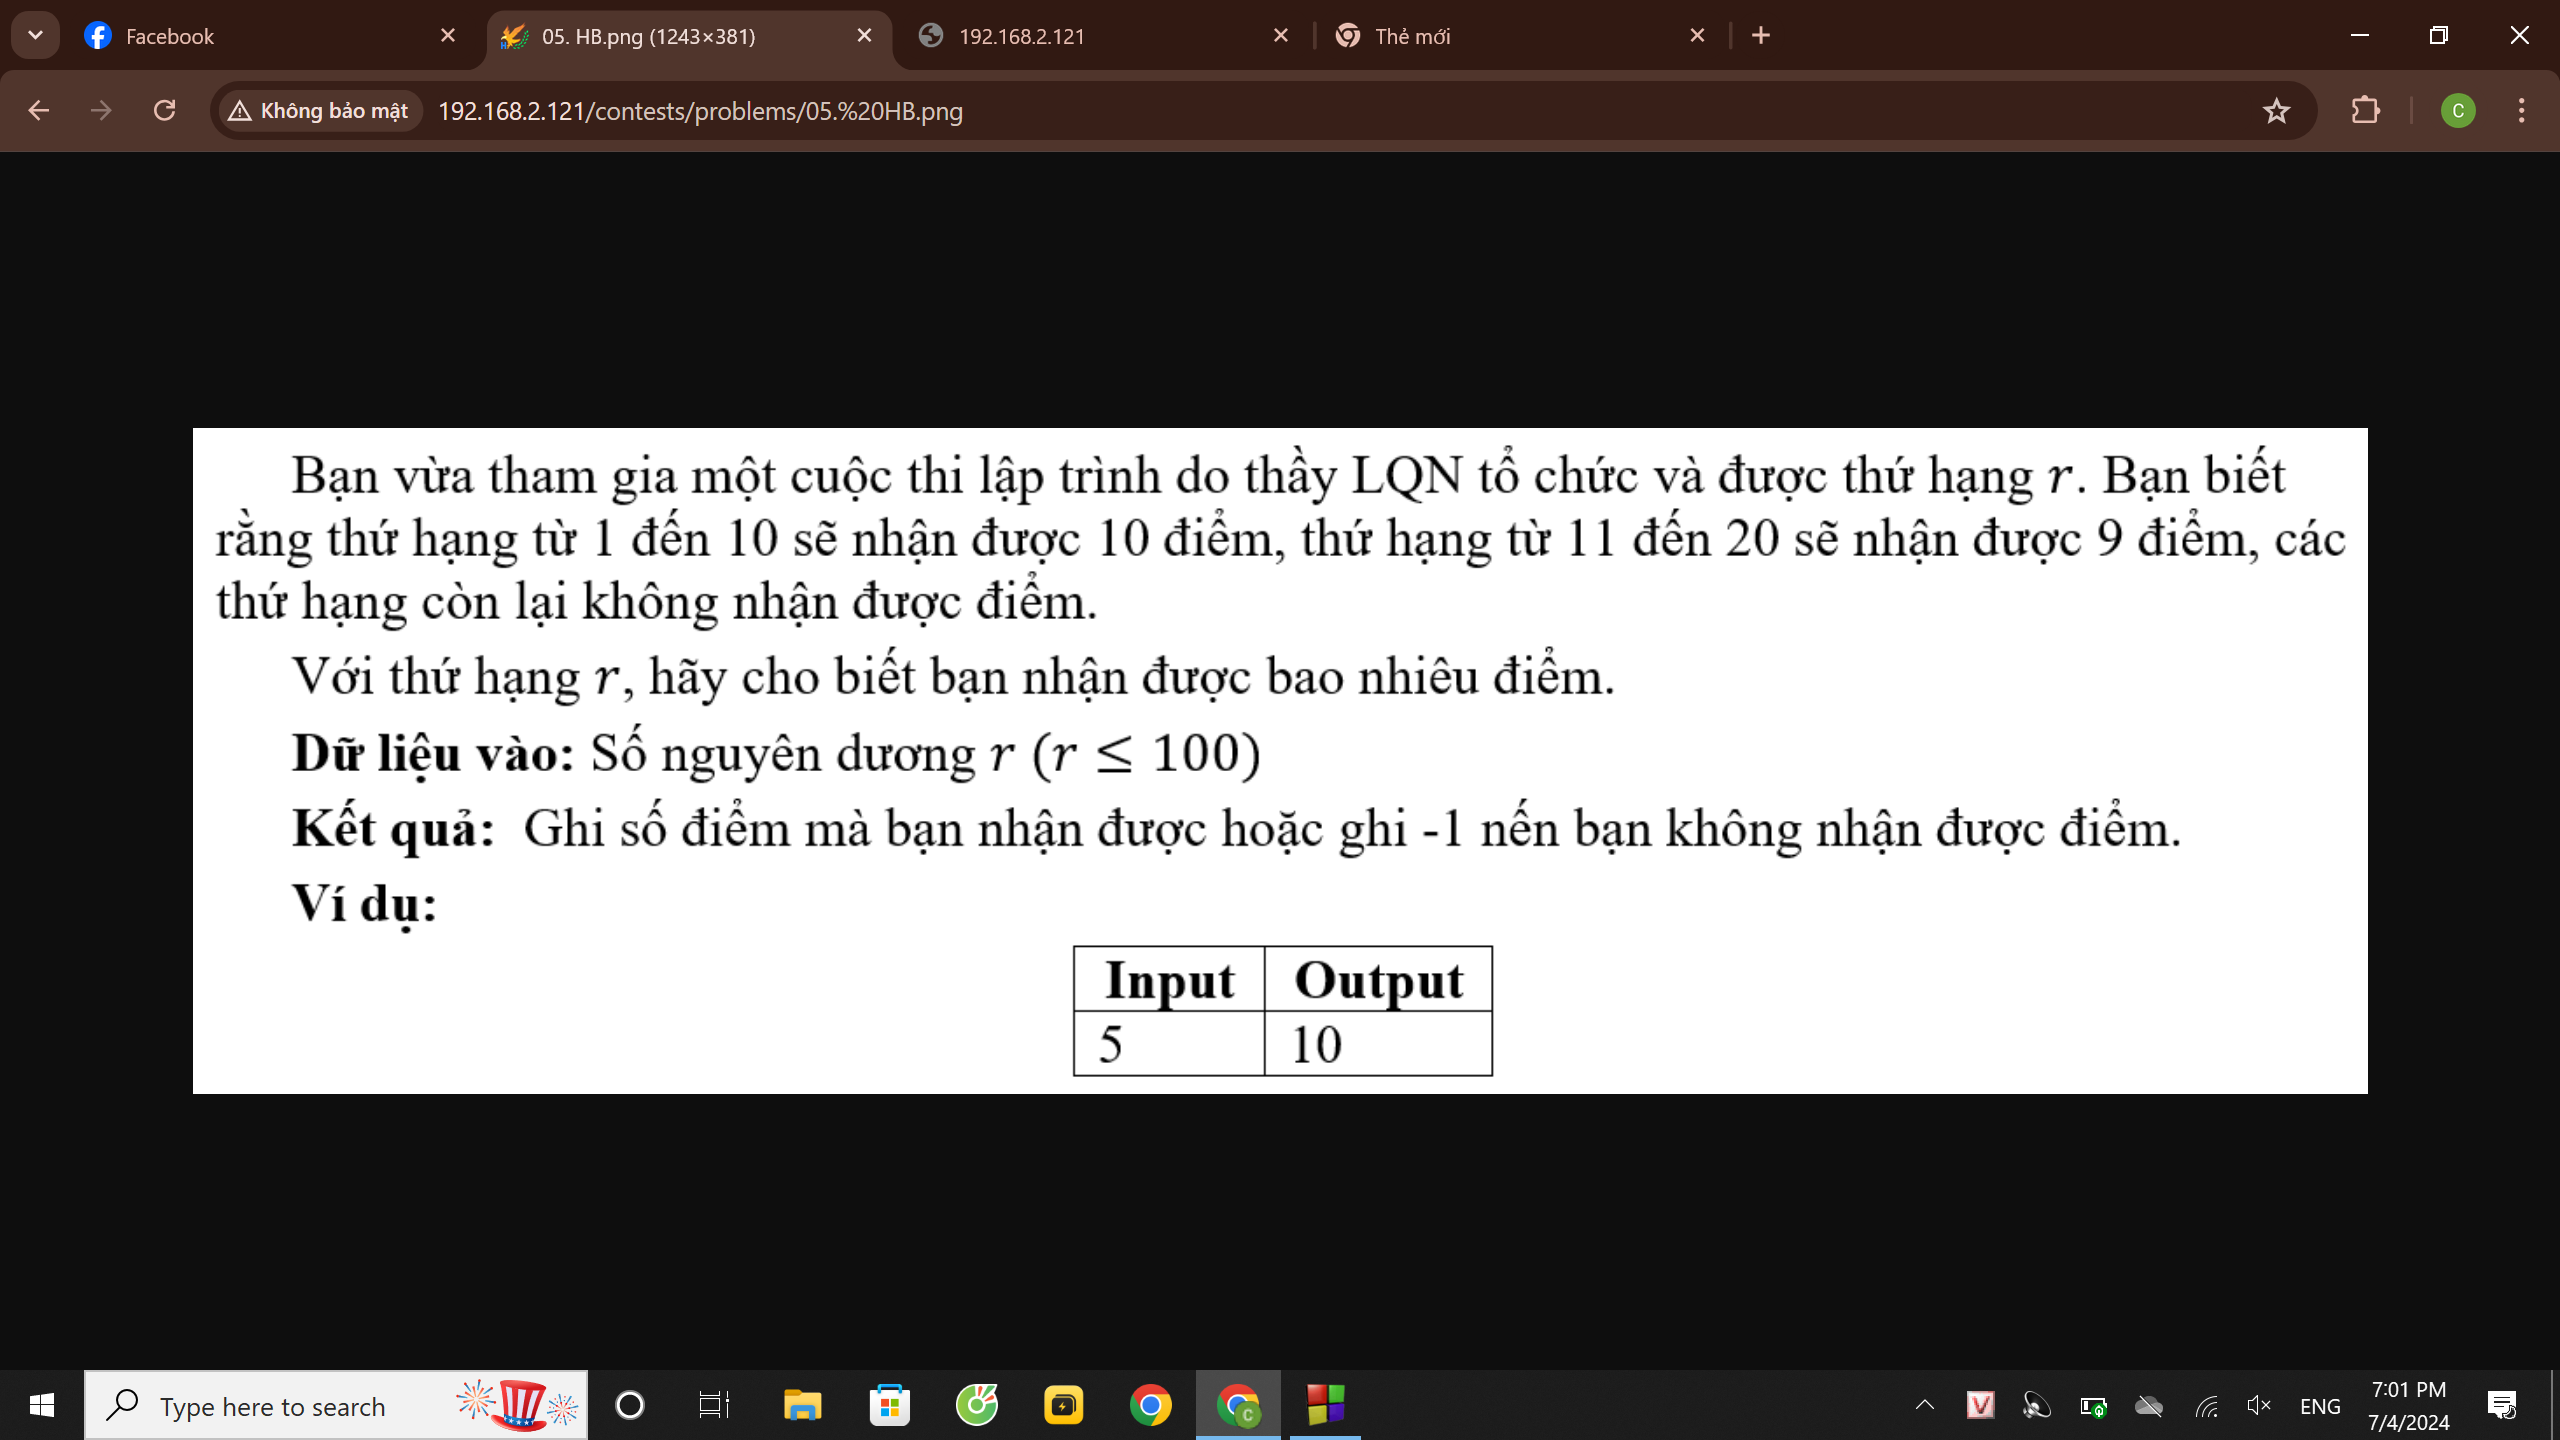 Facebook
05. HB.png (1243×381)
192.168.2.121
Thẻ mới
Không bảo mật
192.168.2.121/contests/problems/05.%20HB.png
C
Bạn vừa tham gia một cuộc thi lập trình do thầy LQN tổ chức và được thứ hạng r. Bạn biết
rằng thứ hạng từ 1 đến 10 sẽ nhận được 10 điểm, thứ hạng từ 11 đến 20 sẽ nhận được 9 điểm, các
thứ hạng còn lại không nhận được điểm.
Với thứ hạng r, hãy cho biết bạn nhận được bao nhiêu điểm.
Dữ liệu vào: Số nguyên dương r (r ≤ 100)
Kết quả: Ghi số điểm mà bạn nhận được hoặc ghi -1 nến bạn không nhận được điểm.
Ví dụ:
Input Output
5 10
Type here to search
C
V
ENG
7:01 PM
7/4/2024